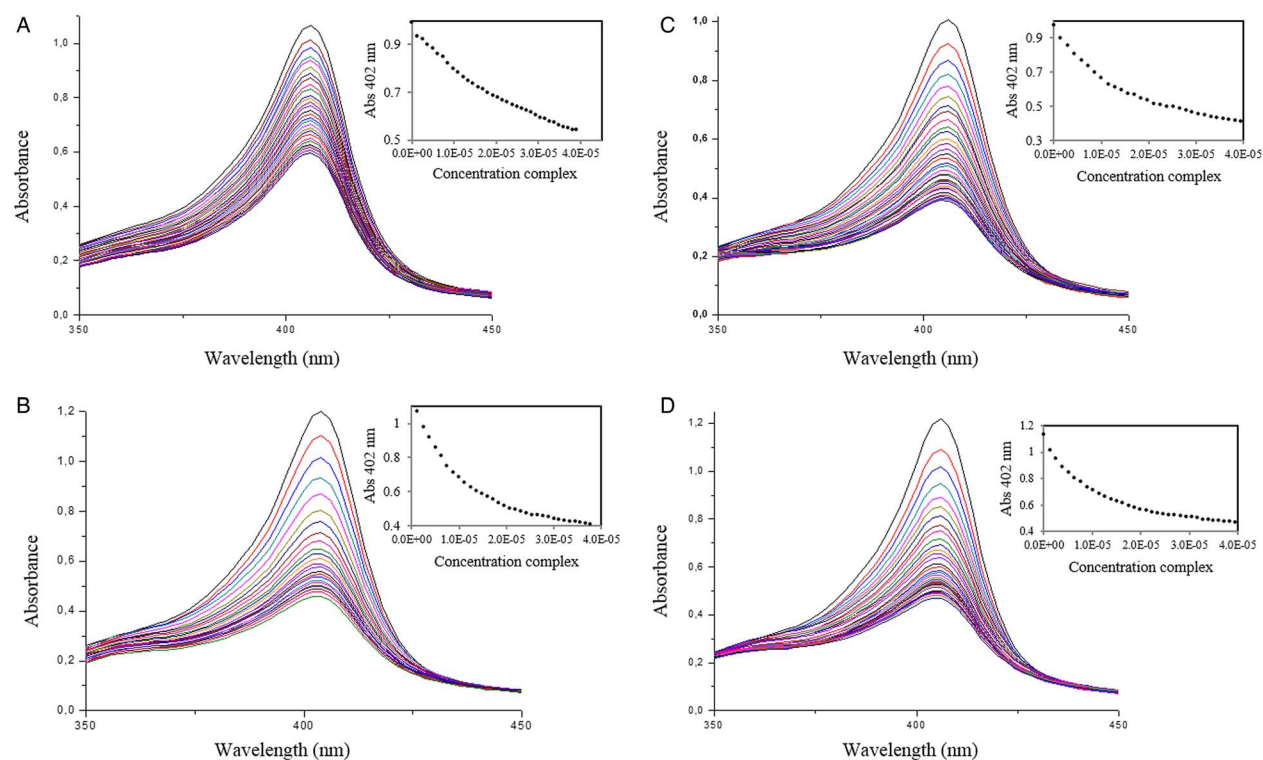 A
1,0
0,8
0,6
0,4
0,2
0,0
Absorbance
350
400
450
Wavelength (nm)
0.9
0.7
0.5
Abs 402 nm
0.0E+00 1.0E-05 2.0E-05 3.0E-05 4.0E-05
Concentration complex
C
1,0
0,8
0,6
0,4
0,2
0,0
Absorbance
350
400
450
Wavelength (nm)
0.9
0.7
0.5
0.3
Abs 402 nm
0.0E+00 1.0E-05 2.0E-05 3.0E-05 4.0E-05
Concentration complex
B
1,2
1,0
0,8
0,6
0,4
0,2
0,0
Absorbance
350
400
450
Wavelength (nm)
1
0.8
0.6
0.4
Abs 402 nm
0.0E+00 1.0E-05 2.0E-05 3.0E-05 4.0E-05
Concentration complex
D
1,2
1,0
0,8
0,6
0,4
0,2
0,0
Absorbance
350
400
450
Wavelength (nm)
1.2
1
0.8
0.6
0.4
Abs 402 nm
0.0E+00 1.0E-05 2.0E-05 3.0E-05 4.0E-05
Concentration complex